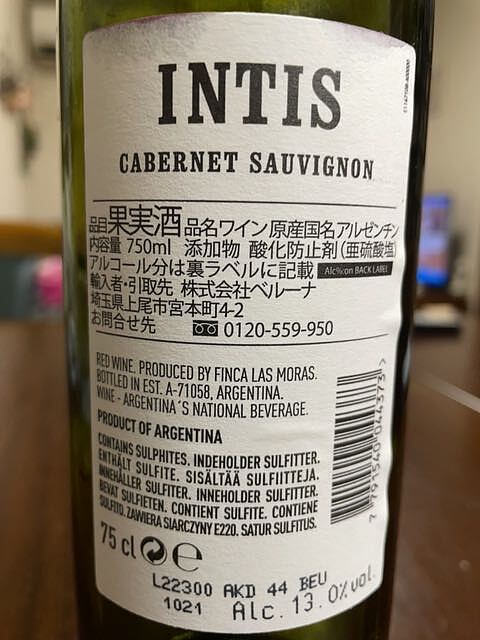 INTIS
CABERNET SAUVIGNON
品目果実酒 品名ワイン 原産国名アルゼンチン
内容量 750ml 添加物 酸化防止剤(亜硫酸塩)
アルコール分は裏ラベルに記載 Alc%:on BACK LABEL
輸入者・引取先 株式会社ベルーナ
埼玉県上尾市宮本町4-2
お問合せ先 0120-559-950
RED WINE. PRODUCED BY FINCA LAS MORAS.
BOTTLED IN EST. A-71058, ARGENTINA.
WINE - ARGENTINA´S NATIONAL BEVERAGE.
PRODUCT OF ARGENTINA
CONTAINS SULPHITES. INDEHOLDER SULFITTER.
ENTHÄLT SULFITE. SISÄLTÄÄ SULFIITTEJA.
INNEHÅLLER SULFITER. INNEHOLDER SULFITTER.
BEVAT SULFIETEN. CONTIENT SULFITE. CONTIENE
SULFITO. ZAWIERA SIARCZYNY E220. SATUR SULFITUS.
7 791540 044373 >
75 cl e
L22300 AKD 44 BEU
1021 Alc. 13.0% vol.